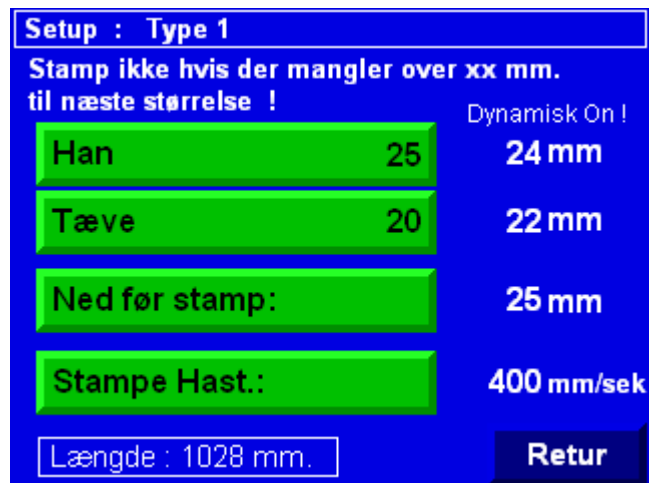 Setup : Type 1
Stamp ikke hvis der mangler over xx mm.
til næste størrelse !
Dynamisk On !
Han 25 24 mm
Tæve 20 22 mm
Ned før stamp: 25 mm
Stampe Hast.: 400 mm/sek
Længde : 1028 mm.
Retur